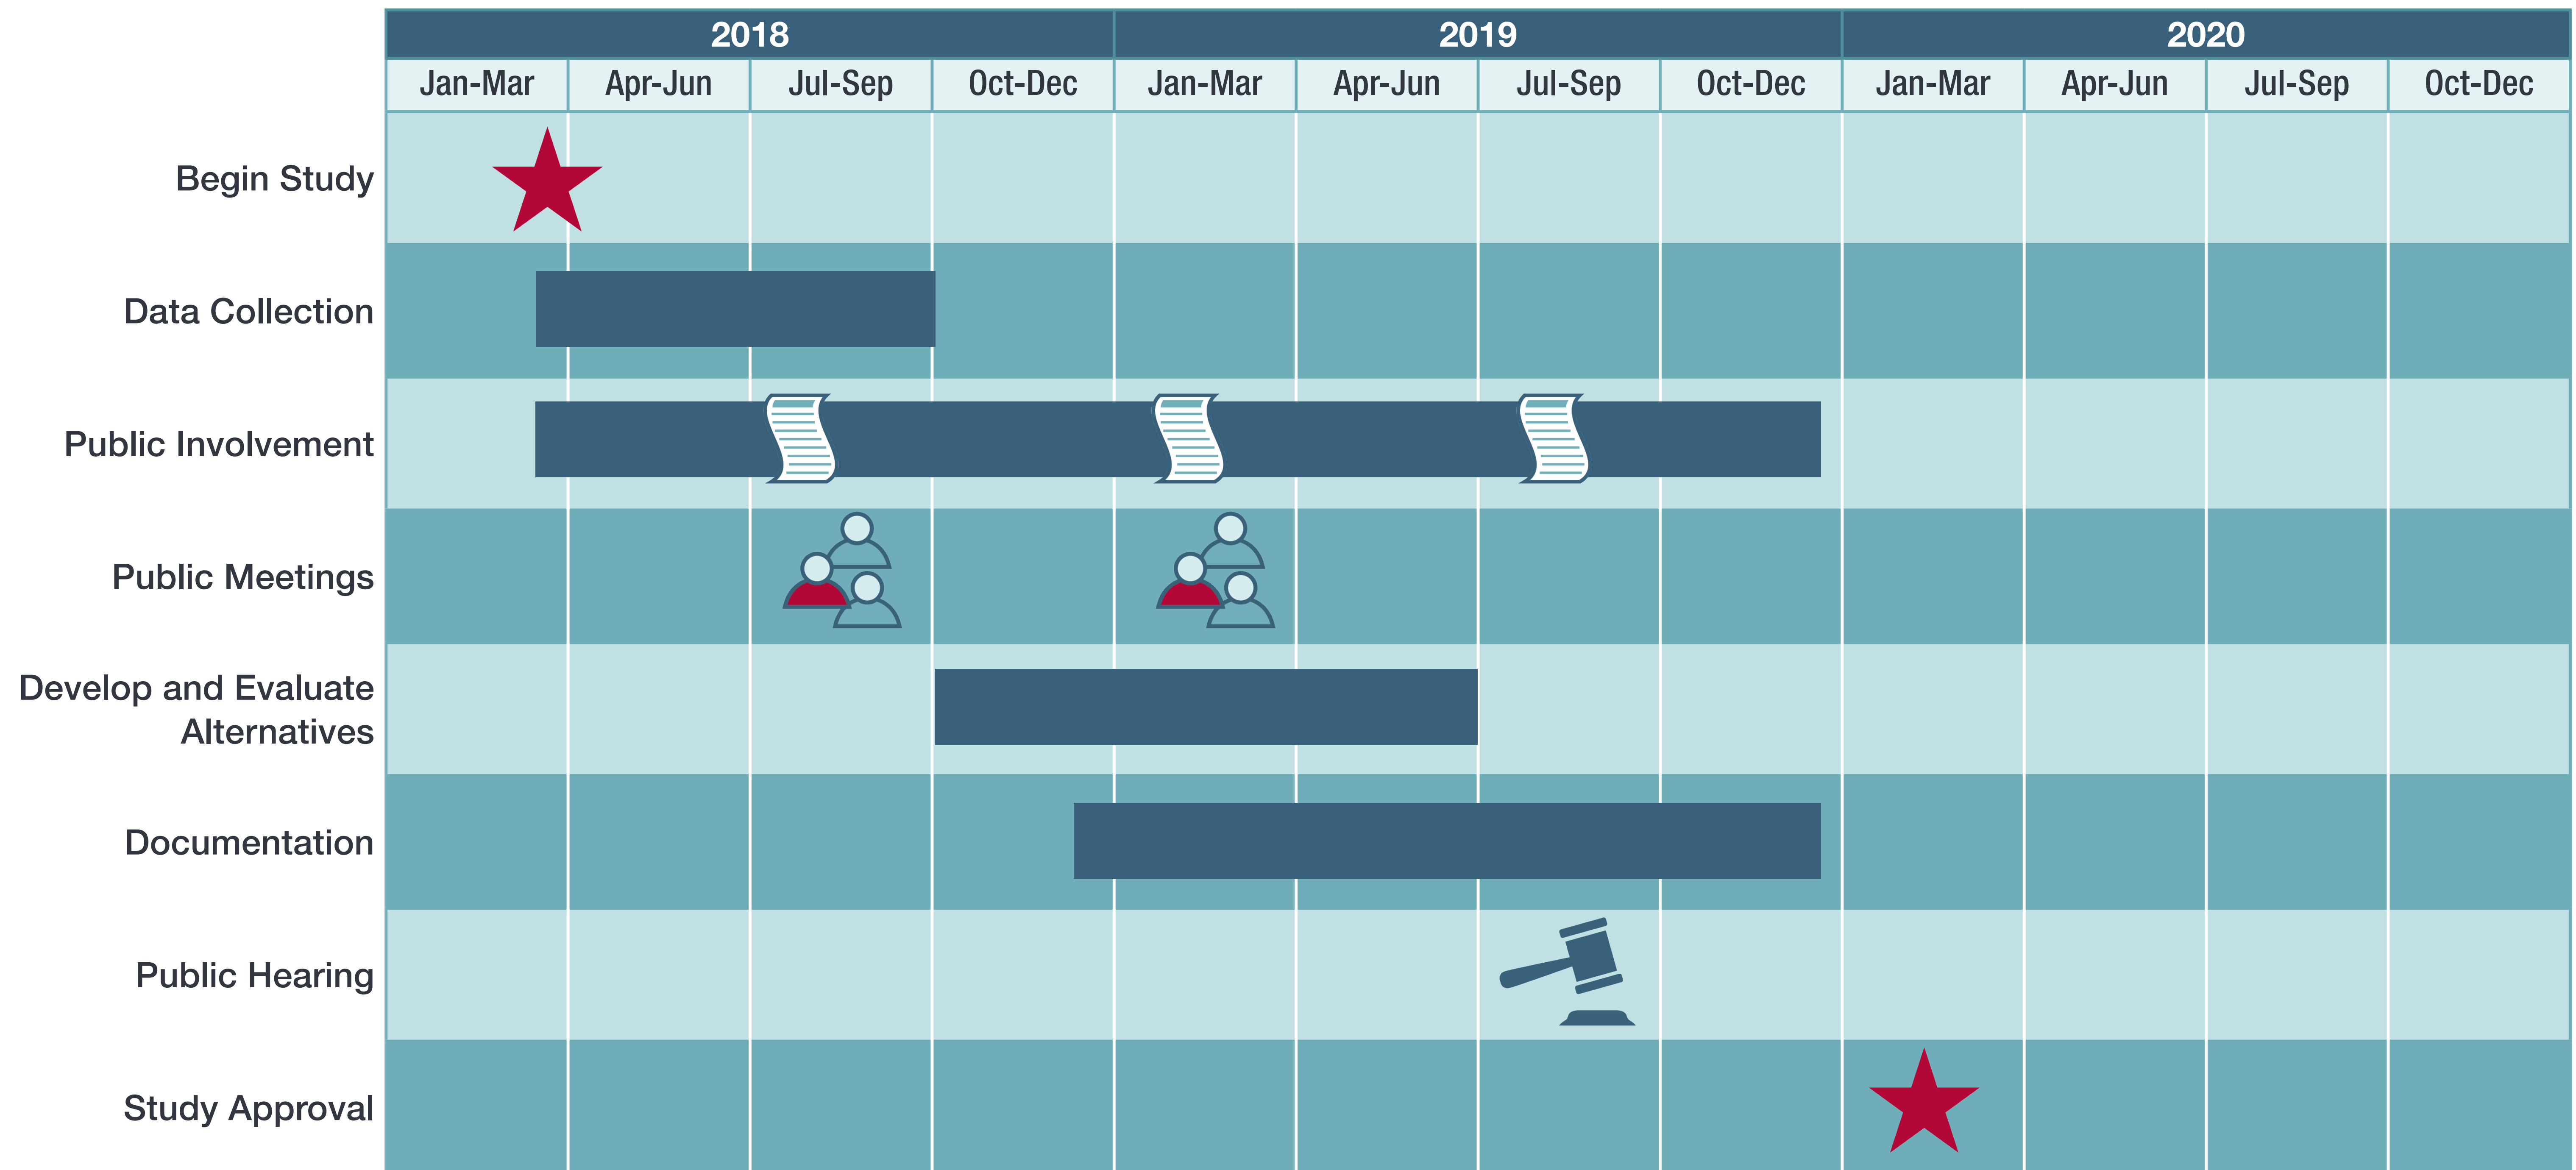 2018 2019 2020
Jan-Mar Apr-Jun Jul-Sep Oct-Dec Jan-Mar Apr-Jun Jul-Sep Oct-Dec Jan-Mar Apr-Jun Jul-Sep Oct-Dec
Begin Study
Data Collection
Public Involvement
Public Meetings
Develop and Evaluate
Alternatives
Documentation
Public Hearing
Study Approval